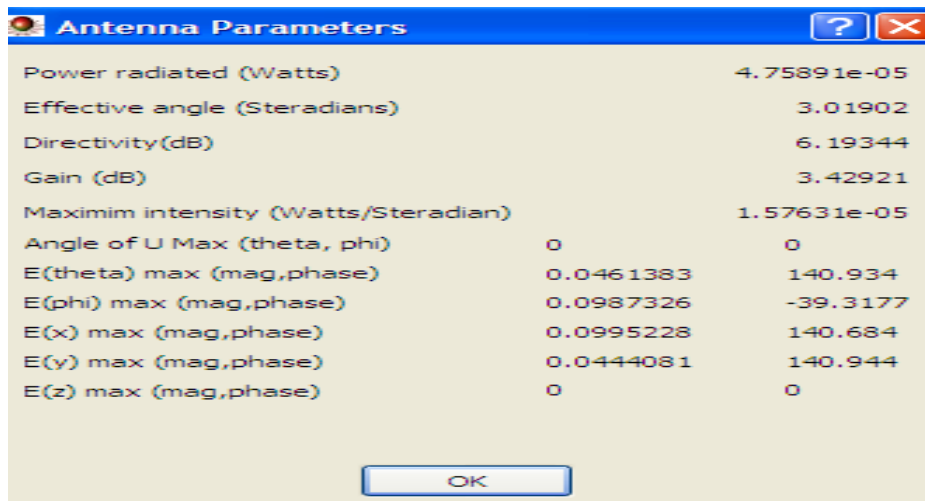 Antenna Parameters
Power radiated (Watts) 4.75891e-05
Effective angle (Steradians) 3.01902
Directivity(dB) 6.19344
Gain (dB) 3.42921
Maximim intensity (Watts/Steradian) 1.57631e-05
Angle of U Max (theta, phi) 0 0
E(theta) max (mag,phase) 0.0461383 140.934
E(phi) max (mag,phase) 0.0987326 -39.3177
E(x) max (mag,phase) 0.0995228 140.684
E(y) max (mag,phase) 0.0444081 140.944
E(z) max (mag,phase) 0 0
OK